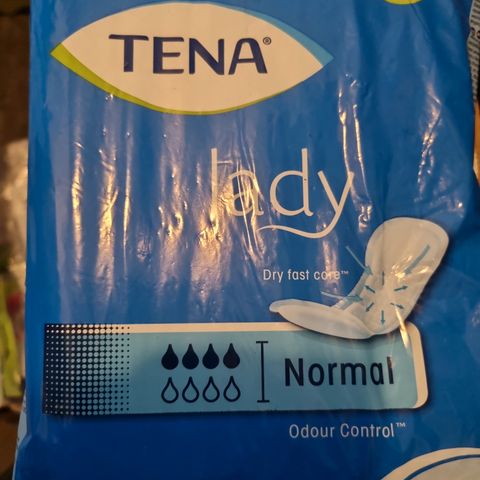 TENA®
lady
Dry fast core™
Normal
Odour Control™